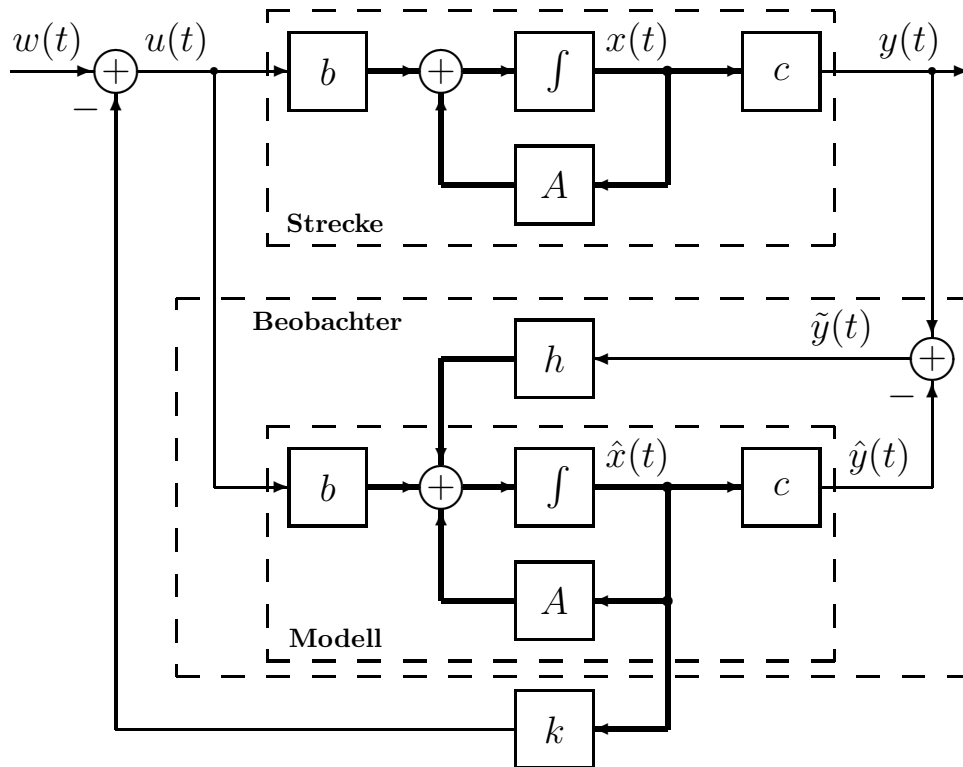 w(t) u(t) x(t) y(t)
+ b + ∫ c
−
A
Strecke
Beobachter
ỹ(t)
h +
−
x̂(t) ŷ(t)
b + ∫ c
A
Modell
k